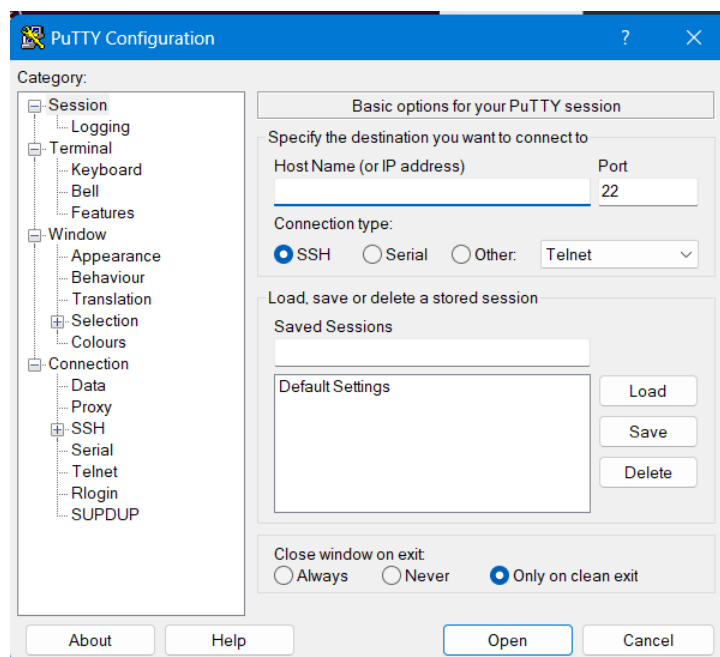 PuTTY Configuration
?
Category:
Session
Logging
Terminal
Keyboard
Bell
Features
Window
Appearance
Behaviour
Translation
Selection
Colours
Connection
Data
Proxy
SSH
Serial
Telnet
Rlogin
SUPDUP
Basic options for your PuTTY session
Specify the destination you want to connect to
Host Name (or IP address) Port
22
Connection type:
SSH Serial Other: Telnet
Load, save or delete a stored session
Saved Sessions
Default Settings
Load
Save
Delete
Close window on exit:
Always Never Only on clean exit
About Help Open Cancel